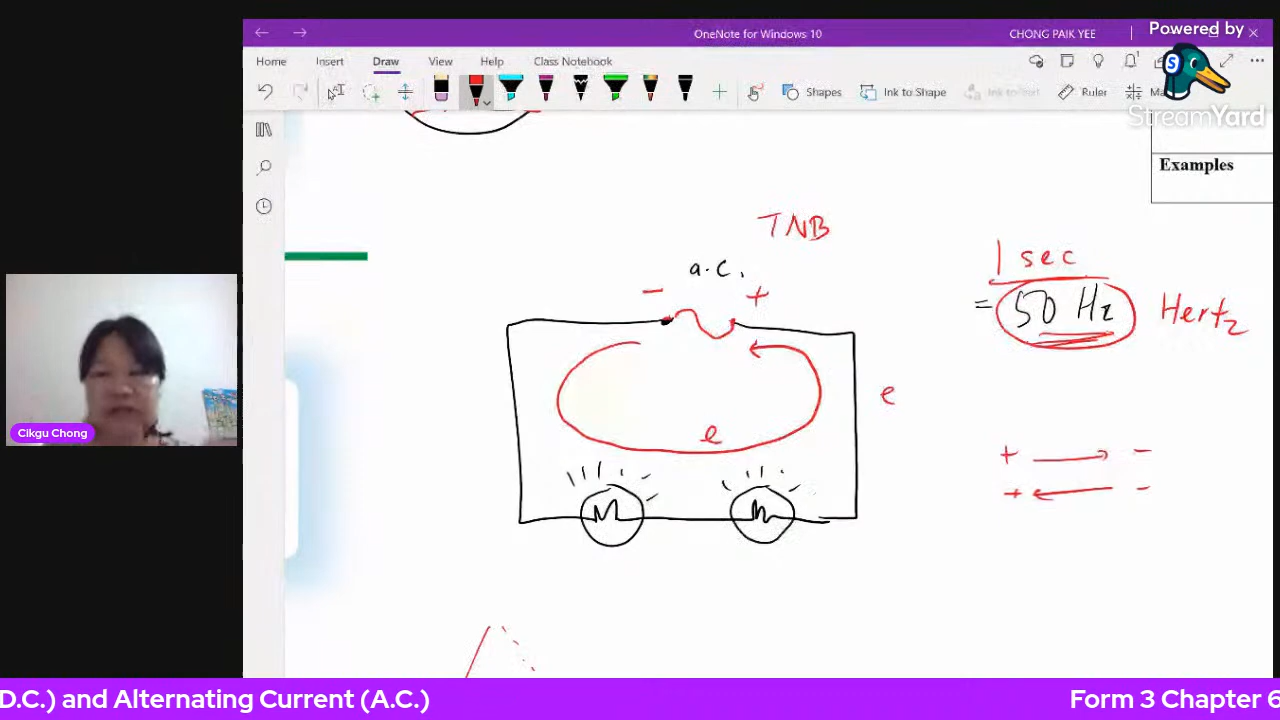 OneNote for Windows 10
CHONG PAIK YEE
Powered by
StreamYard
Home
Insert
Draw
View
Help
Class Notebook
Shapes
Ink to Shape
Ruler
Examples
TNB
a.c.
- +
1 sec
= 50 Hz Hertz
e
e
+ → -
+ ← -
Cikgu Chong
D.C.) and Alternating Current (A.C.)
Form 3 Chapter 6